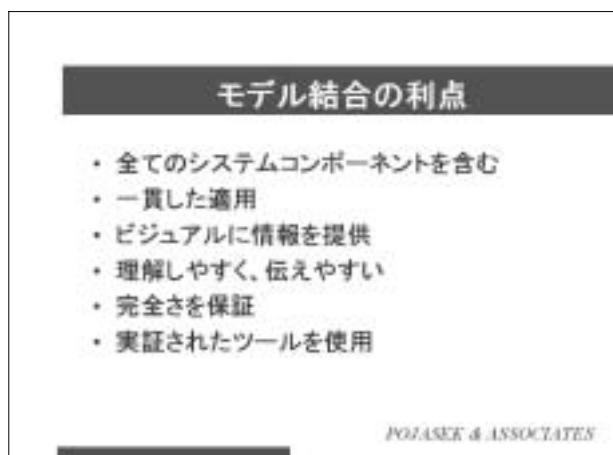 モデル結合の利点
・ 全てのシステムコンポーネントを含む
・ 一貫した適用
・ ビジュアルに情報を提供
・ 理解しやすく、伝えやすい
・ 完全さを保証
・ 実証されたツールを使用
POJASEK & ASSOCIATES